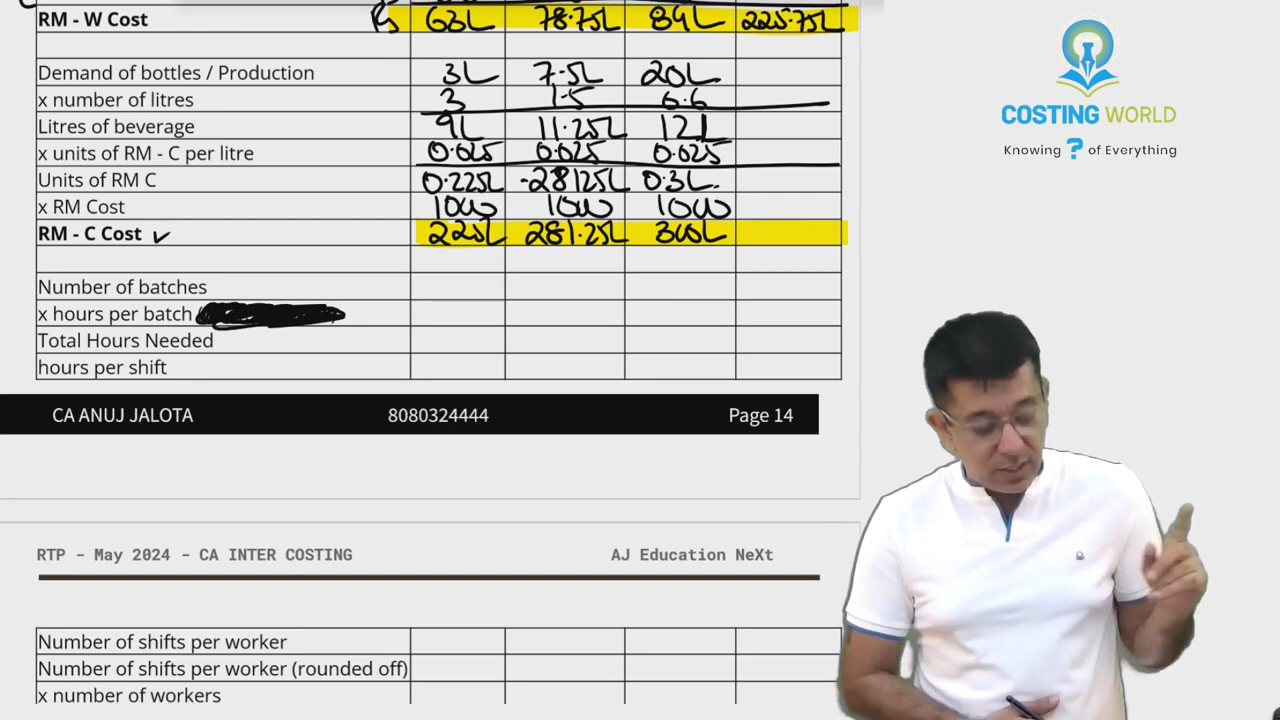 RM - W Cost Rs 63L 78.75L 84L 225.75L
Demand of bottles / Production 3L 7.5L 20L
x number of litres 3 1.5 0.6
Litres of beverage 9L 11.25L 12L
x units of RM - C per litre 0.025 0.025 0.025
Units of RM C 0.225L .28125L 0.3L
x RM Cost 1000 1000 1000
RM - C Cost ✓ 225L 281.25L 300L
Number of batches
x hours per batch
Total Hours Needed
hours per shift
CA ANUJ JALOTA 8080324444 Page 14
RTP - May 2024 - CA INTER COSTING AJ Education NeXt
Number of shifts per worker
Number of shifts per worker (rounded off)
x number of workers
COSTING WORLD
Knowing ? of Everything